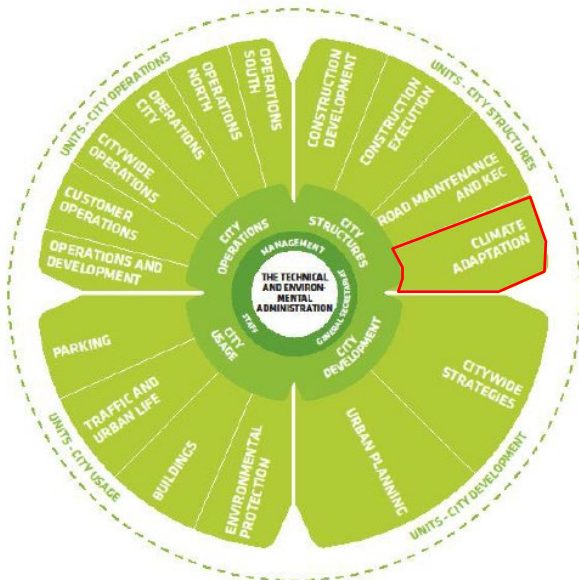 UNITS - CITY OPERATIONS
OPERATIONS AND
DEVELOPMENT
CUSTOMER
OPERATIONS
CITYWIDE
OPERATIONS
OPERATIONS
CITY
OPERATIONS
NORTH
OPERATIONS
SOUTH
UNITS - CITY STRUCTURES
CONSTRUCTION
DEVELOPMENT
CONSTRUCTION
EXECUTION
ROAD MAINTENANCE
AND KEC
CLIMATE
ADAPTATION
CITY
OPERATIONS
CITY
STRUCTURES
MANAGEMENT
THE TECHNICAL
AND ENVIRON-
MENTAL
ADMINISTRATION
STAFF
GENERAL SECRETARIAT
CITY
USAGE
CITY
DEVELOPMENT
PARKING
TRAFFIC AND
URBAN LIFE
BUILDINGS
ENVIRONMENTAL
PROTECTION
UNITS - CITY USAGE
CITYWIDE
STRATEGIES
URBAN PLANNING
UNITS - CITY DEVELOPMENT